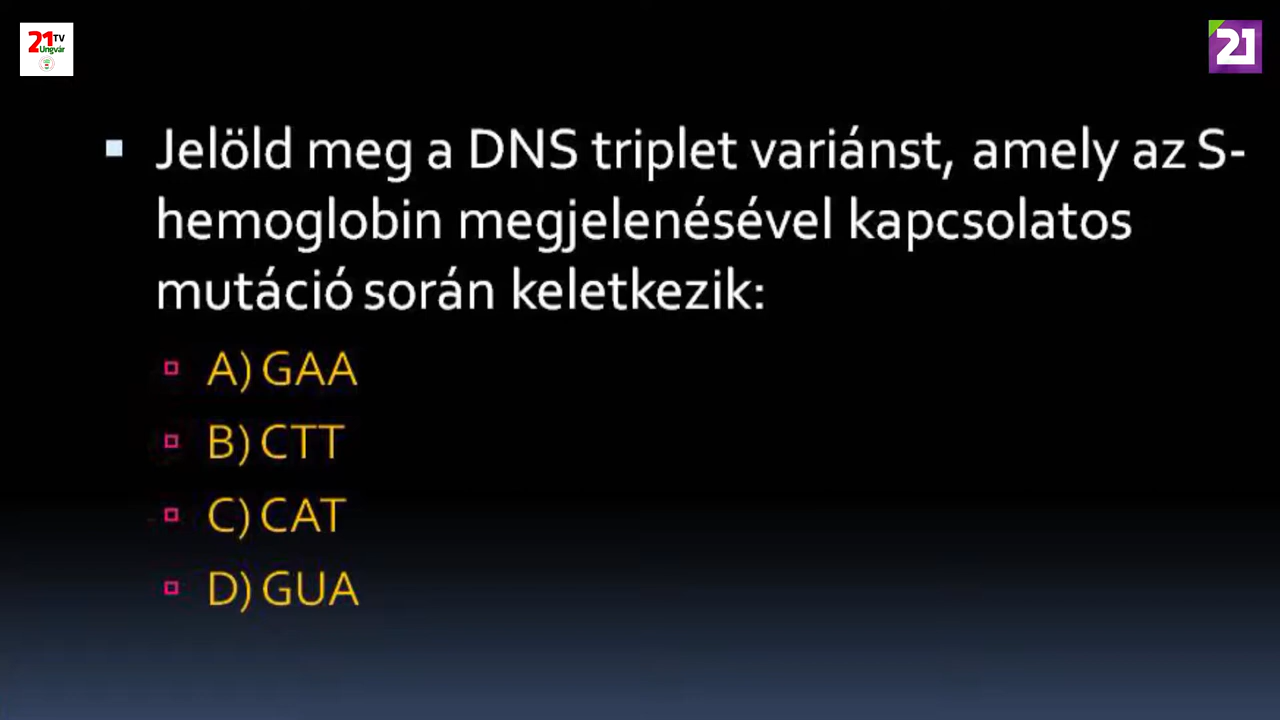 21 TV
Ungvár
21
Jelöld meg a DNS triplet variánst, amely az S-
hemoglobin megjelenésével kapcsolatos
mutáció során keletkezik:
A) GAA
B) CTT
C) CAT
D) GUA